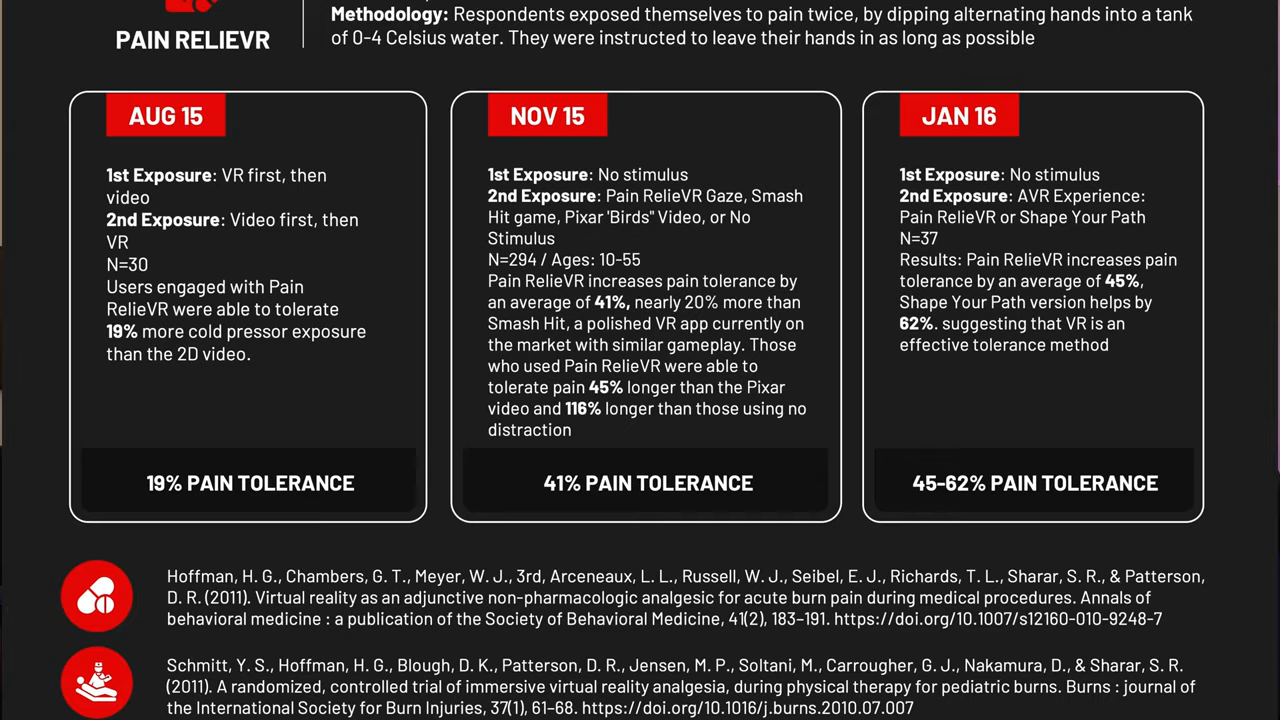 PAIN RELIEVR
Methodology: Respondents exposed themselves to pain twice, by dipping alternating hands into a tank
of 0-4 Celsius water. They were instructed to leave their hands in as long as possible
AUG 15
1st Exposure: VR first, then
video
2nd Exposure: Video first, then
VR
N=30
Users engaged with Pain
RelieVR were able to tolerate
19% more cold pressor exposure
than the 2D video.
19% PAIN TOLERANCE
NOV 15
1st Exposure: No stimulus
2nd Exposure: Pain RelieVR Gaze, Smash
Hit game, Pixar 'Birds" Video, or No
Stimulus
N=294 / Ages: 10-55
Pain RelieVR increases pain tolerance by
an average of 41%, nearly 20% more than
Smash Hit, a polished VR app currently on
the market with similar gameplay. Those
who used Pain RelieVR were able to
tolerate pain 45% longer than the Pixar
video and 116% longer than those using no
distraction
41% PAIN TOLERANCE
JAN 16
1st Exposure: No stimulus
2nd Exposure: AVR Experience:
Pain RelieVR or Shape Your Path
N=37
Results: Pain RelieVR increases pain
tolerance by an average of 45%,
Shape Your Path version helps by
62%. suggesting that VR is an
effective tolerance method
45-62% PAIN TOLERANCE
Hoffman, H. G., Chambers, G. T., Meyer, W. J., 3rd, Arceneaux, L. L., Russell, W. J., Seibel, E. J., Richards, T. L., Sharar, S. R., & Patterson,
D. R. (2011). Virtual reality as an adjunctive non-pharmacologic analgesic for acute burn pain during medical procedures. Annals of
behavioral medicine : a publication of the Society of Behavioral Medicine, 41(2), 183–191. https://doi.org/10.1007/s12160-010-9248-7
Schmitt, Y. S., Hoffman, H. G., Blough, D. K., Patterson, D. R., Jensen, M. P., Soltani, M., Carrougher, G. J., Nakamura, D., & Sharar, S. R.
(2011). A randomized, controlled trial of immersive virtual reality analgesia, during physical therapy for pediatric burns. Burns : journal of
the International Society for Burn Injuries, 37(1), 61–68. https://doi.org/10.1016/j.burns.2010.07.007